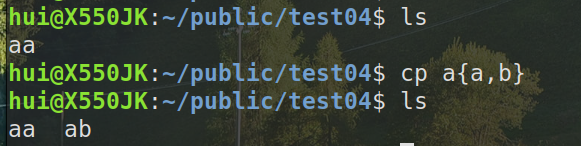 hui@X550JK:~/public/test04$ ls
aa
hui@X550JK:~/public/test04$ cp a{a,b}
hui@X550JK:~/public/test04$ ls
aa  ab